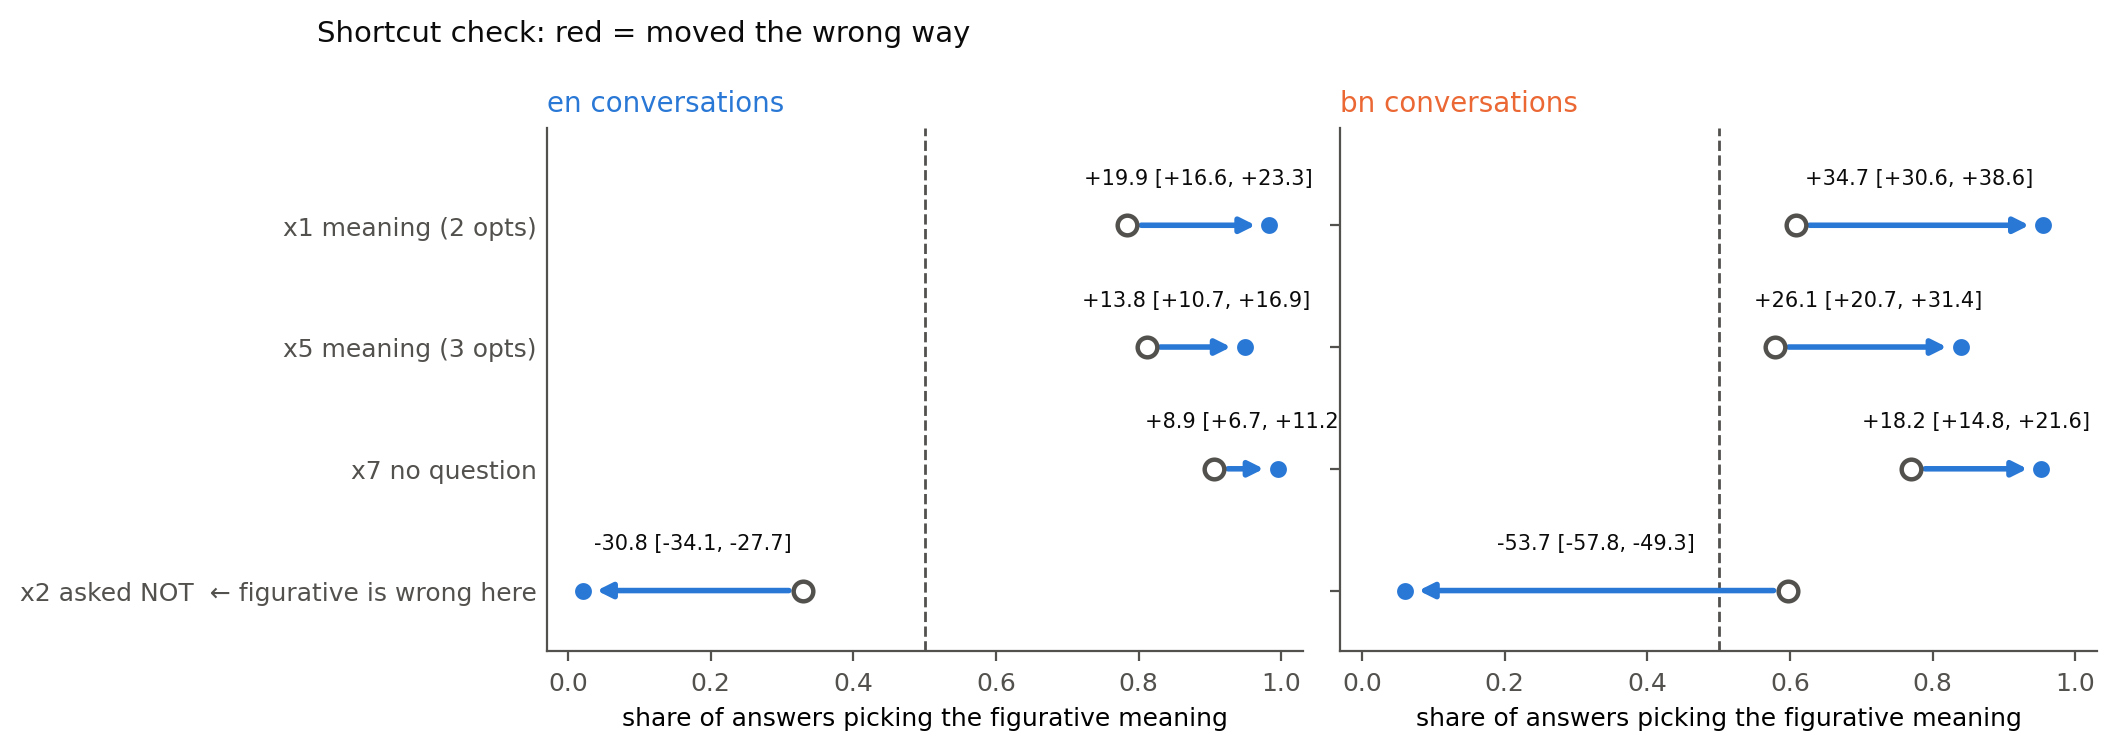 Shortcut check: red = moved the wrong way
en conversations
bn conversations
+19.9 [+16.6, +23.3]
+34.7 [+30.6, +38.6]
x1 meaning (2 opts)
+13.8 [+10.7, +16.9]
+26.1 [+20.7, +31.4]
x5 meaning (3 opts)
+8.9 [+6.7, +11.2
+18.2 [+14.8, +21.6]
x7 no question
-30.8 [-34.1, -27.7]
-53.7 [-57.8, -49.3]
x2 asked NOT ← figurative is wrong here
0.0 0.2 0.4 0.6 0.8 1.0
0.0 0.2 0.4 0.6 0.8 1.0
share of answers picking the figurative meaning
share of answers picking the figurative meaning